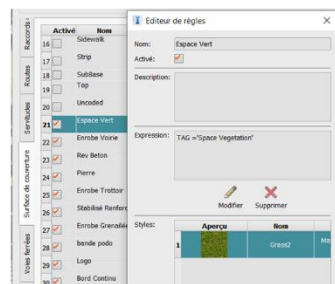 Raccords
Routes
Servitudes
Surface de couverture
Voies ferrées
Activé Nom
16 Sidewalk
17 Strip
18 SubBase
19 Top
20 Uncoded
21 Espace Vert
22 Enrobe Voirie
23 Rev Beton
24 Pierre
25 Enrobe Trottoir
26 Stabilisé Renforc
27 Enrobe Grenaillé
28 bande podo
29 Logo
30 Bord Continu
Editeur de règles
Nom: Espace Vert
Activé:
Description:
Expression: TAG ="Space Vegetation"
Modifier Supprimer
Styles:
Aperçu Nom
1 Grass2 Ma